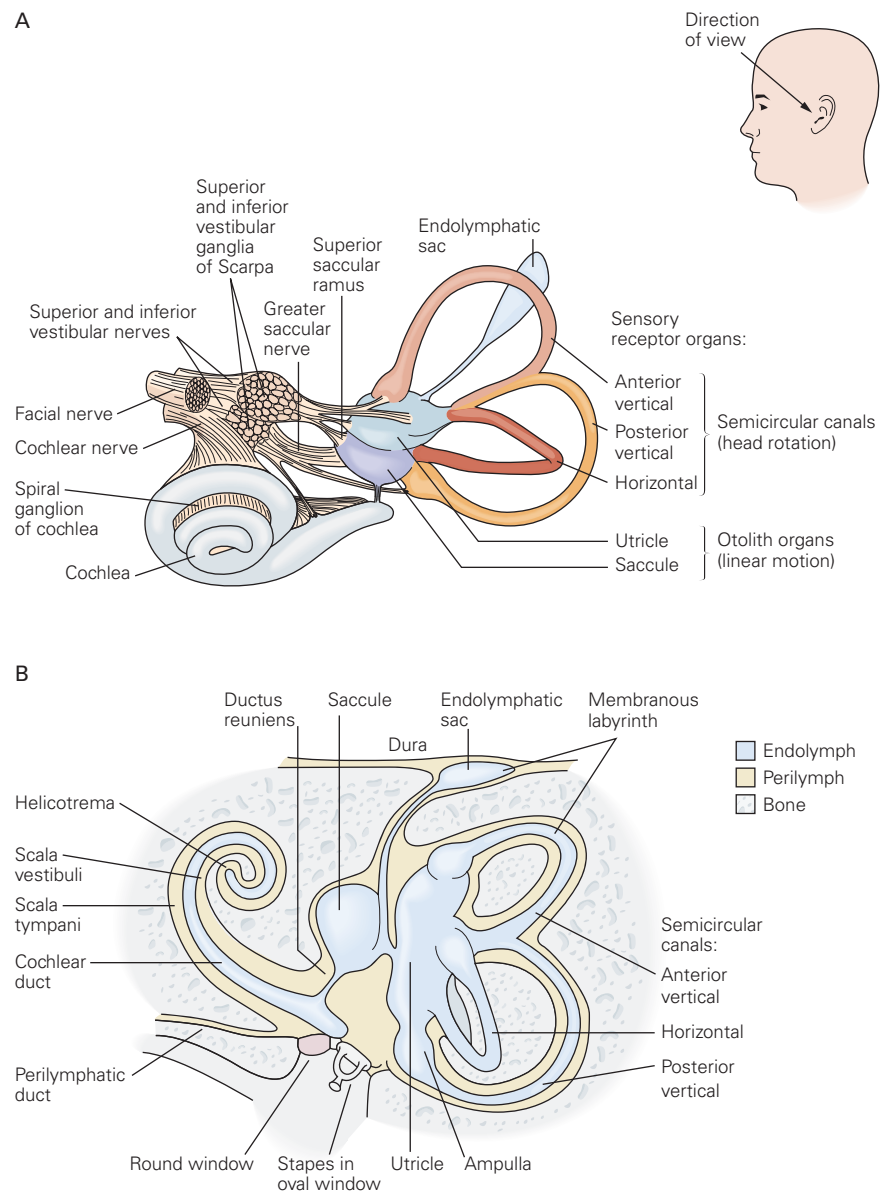 A
Direction
of view
Superior
and inferior
vestibular
ganglia
of Scarpa
Superior
saccular
ramus
Endolymphatic
sac
Superior and inferior
vestibular nerves
Greater
saccular
nerve
Sensory
receptor organs:
Facial nerve
Cochlear nerve
Spiral
ganglion
of cochlea
Cochlea
Anterior
vertical
Posterior
vertical
Horizontal
Semicircular canals
(head rotation)
Utricle
Saccule
Otolith organs
(linear motion)
B
Ductus
reuniens
Saccule
Dura
Endolymphatic
sac
Membranous
labyrinth
Endolymph
Perilymph
Bone
Helicotrema
Scala
vestibuli
Scala
tympani
Cochlear
duct
Perilymphatic
duct
Semicircular
canals:
Anterior
vertical
Horizontal
Posterior
vertical
Round window
Stapes in
oval window
Utricle
Ampulla